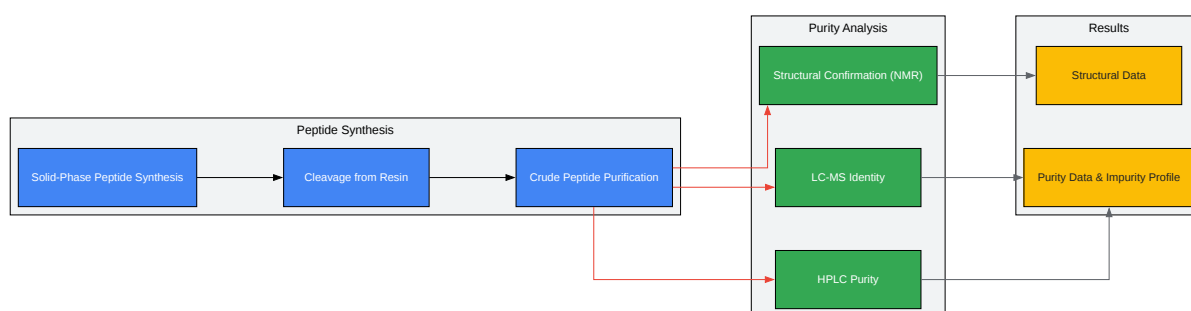 Peptide Synthesis
Solid-Phase Peptide Synthesis
Cleavage from Resin
Crude Peptide Purification
Purity Analysis
Structural Confirmation (NMR)
LC-MS Identity
HPLC Purity
Results
Structural Data
Purity Data & Impurity Profile